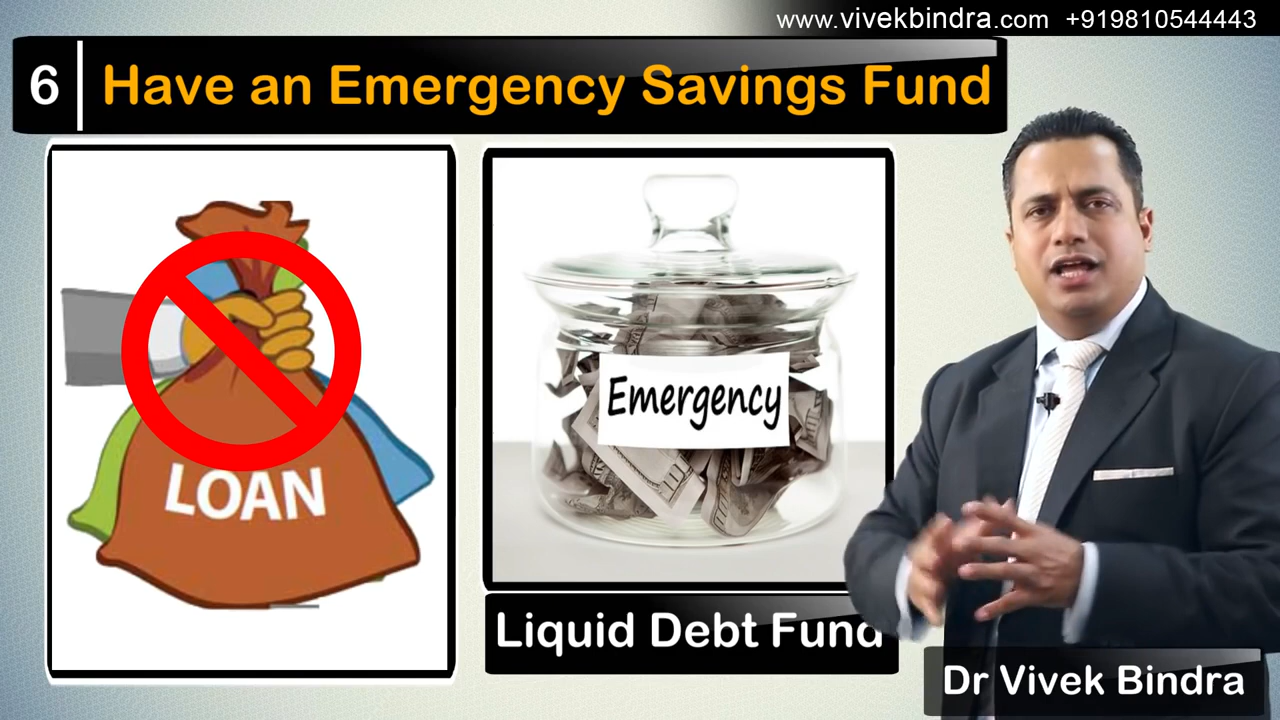 www.vivekbindra.com +919810544443
6 Have an Emergency Savings Fund
LOAN
Emergency
Liquid Debt Fund
Dr Vivek Bindra